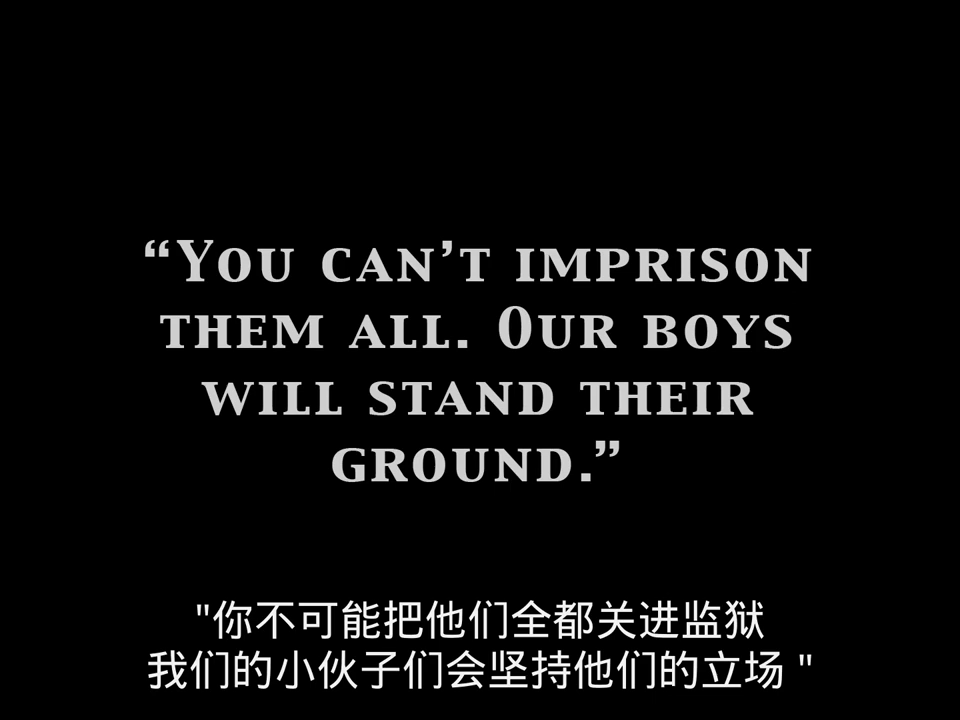 “You can’t imprison
them all. Our boys
will stand their
ground.”
"你不可能把他们全都关进监狱
我们的小伙子们会坚持他们的立场 "